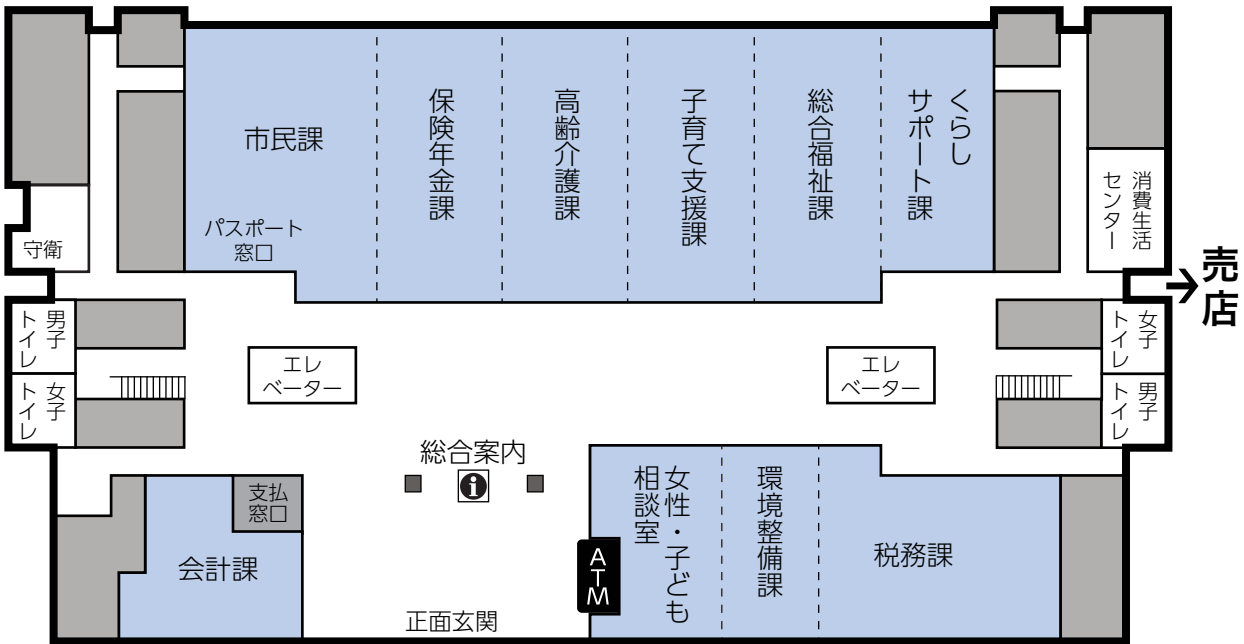 市民課
パスポート
窓口
保険年金課
高齢介護課
子育て支援課
総合福祉課
くらし
サポート課
消費生活
センター
守衛
売店
男子
トイレ
女子
トイレ
エレ
ベーター
エレ
ベーター
女子
トイレ
男子
トイレ
総合案内
i
支払
窓口
会計課
正面玄関
ATM
女性・子ども
相談室
環境整備課
税務課